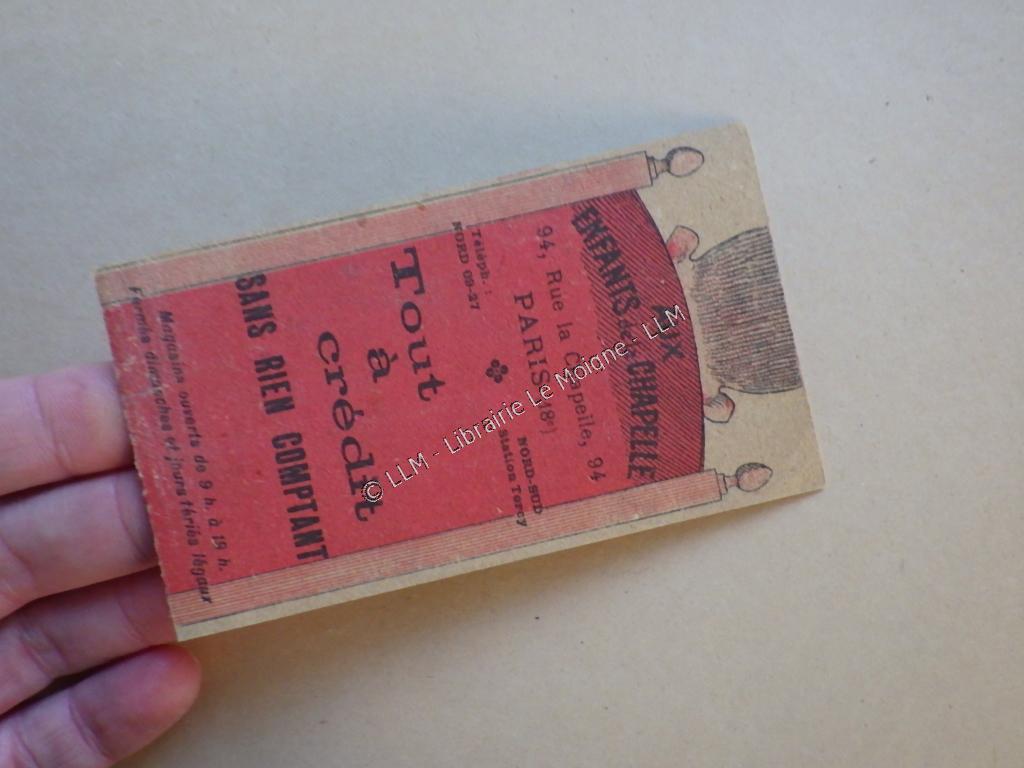 AUX
ENFANTS de la CHAPELLE
94, Rue la Chapelle, 94
PARIS (18e)
Téléph. :
NORD 09-27
NORD-SUD
Station Torcy
Tout
à
crédit
SANS RIEN COMPTANT
Magasins ouverts de 9 h. à 19 h.
Fermés dimanches et jours fériés légaux
© LLM - Librairie Le Moigne - LLM